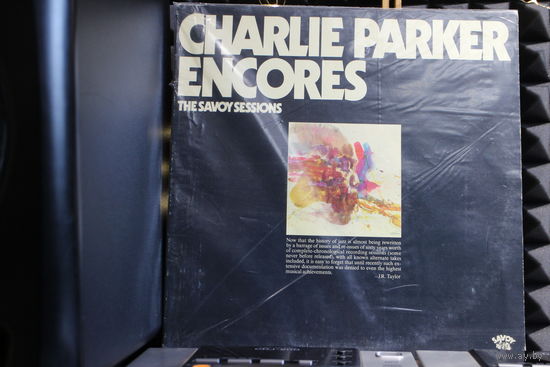 CHARLIE PARKER
ENCORES
THE SAVOY SESSIONS
Now that the history of jazz is almost being rewritten
by a barrage of issues and re-issues of sixty years worth
of complete-chronological recording sessions (some
never before released), with all known alternate takes
included, it is easy to forget that until recently such ex-
tensive documentation was denied to even the highest
musical achievements.
—J.R. Taylor
SAVOY
www.ay.by